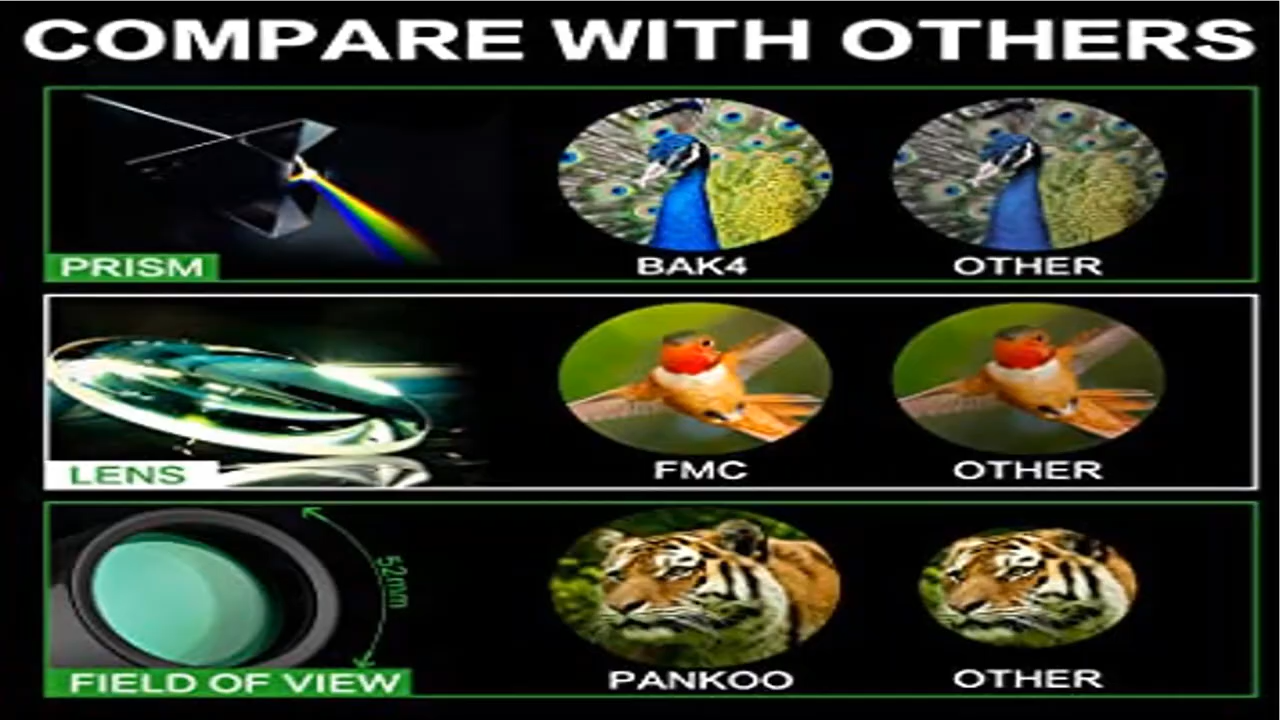 COMPARE WITH OTHERS
PRISM
BAK4
OTHER
LENS
FMC
OTHER
52mm
FIELD OF VIEW
PANKOO
OTHER